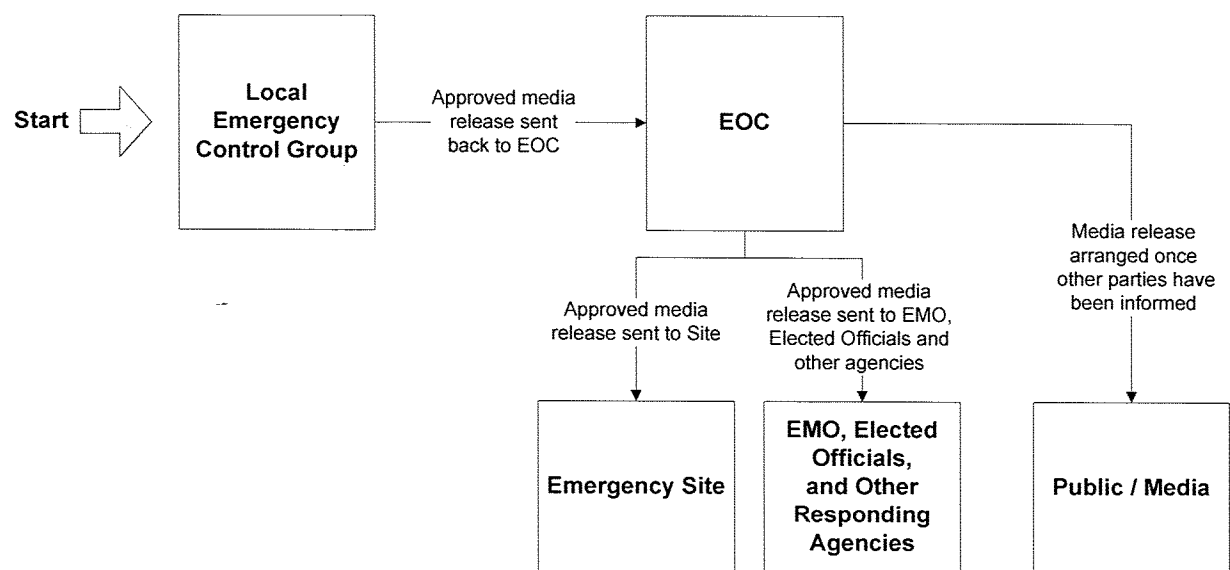 Start
Local
Emergency
Control Group
Approved media
release sent
back to EOC
EOC
Approved media
release sent to Site
Approved media
release sent to EMO,
Elected Officials and
other agencies
Media release
arranged once
other parties have
been informed
Emergency Site
EMO, Elected
Officials,
and Other
Responding
Agencies
Public / Media